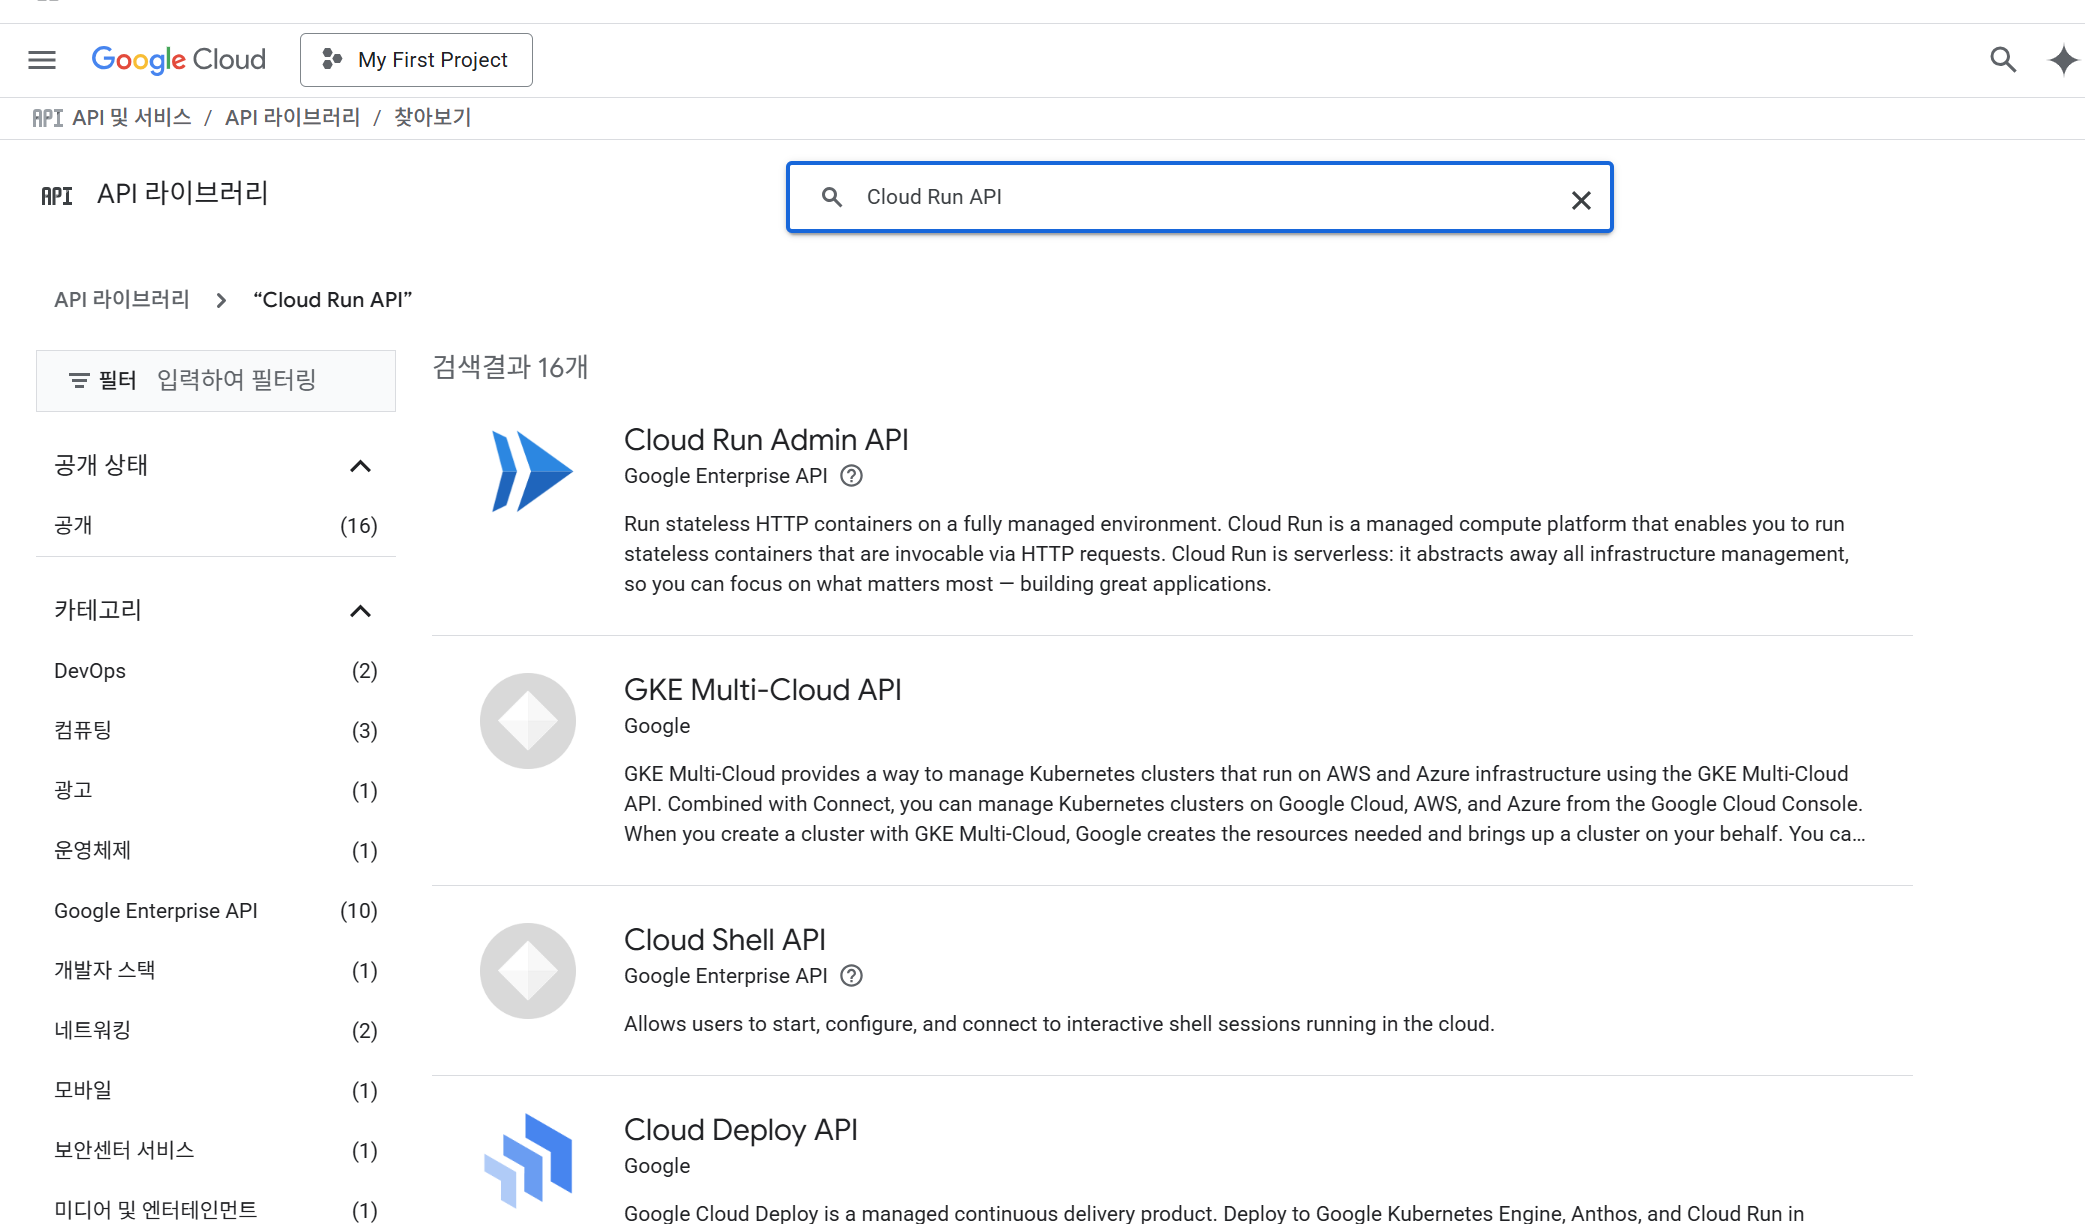 Google Cloud
My First Project
API API 및 서비스 / API 라이브러리 / 찾아보기
API API 라이브러리
Cloud Run API
API 라이브러리 “Cloud Run API”
필터 입력하여 필터링
공개 상태
공개 (16)
카테고리
DevOps (2)
컴퓨팅 (3)
광고 (1)
운영체제 (1)
Google Enterprise API (10)
개발자 스택 (1)
네트워킹 (2)
모바일 (1)
보안센터 서비스 (1)
미디어 및 엔터테인먼트 (1)
검색결과 16개
Cloud Run Admin API
Google Enterprise API
Run stateless HTTP containers on a fully managed environment. Cloud Run is a managed compute platform that enables you to run
stateless containers that are invocable via HTTP requests. Cloud Run is serverless: it abstracts away all infrastructure management,
so you can focus on what matters most — building great applications.
GKE Multi-Cloud API
Google
GKE Multi-Cloud provides a way to manage Kubernetes clusters that run on AWS and Azure infrastructure using the GKE Multi-Cloud
API. Combined with Connect, you can manage Kubernetes clusters on Google Cloud, AWS, and Azure from the Google Cloud Console.
When you create a cluster with GKE Multi-Cloud, Google creates the resources needed and brings up a cluster on your behalf. You ca…
Cloud Shell API
Google Enterprise API
Allows users to start, configure, and connect to interactive shell sessions running in the cloud.
Cloud Deploy API
Google
Google Cloud Deploy is a managed continuous delivery product. Deploy to Google Kubernetes Engine, Anthos, and Cloud Run in